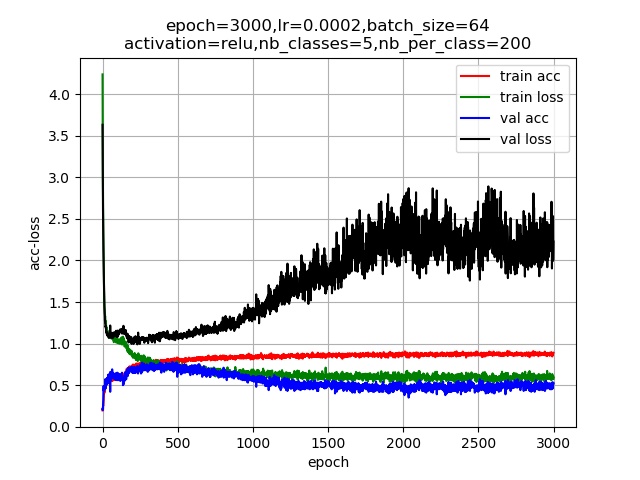 epoch=3000,lr=0.0002,batch_size=64
activation=relu,nb_classes=5,nb_per_class=200
train acc
train loss
val acc
val loss
acc-loss
4.0
3.5
3.0
2.5
2.0
1.5
1.0
0.5
0.0
0 500 1000 1500 2000 2500 3000
epoch